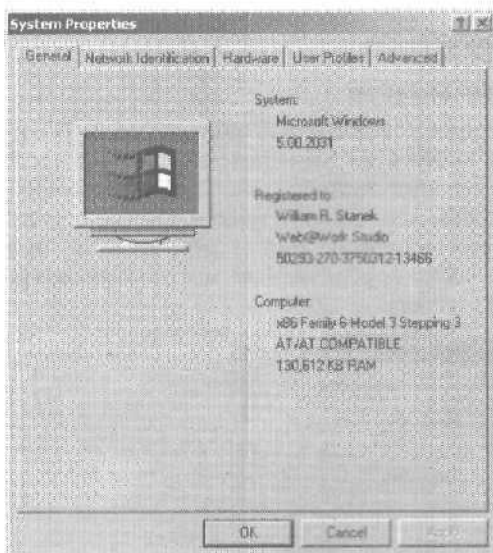 System Properties
General
Network Identification
Hardware
User Profiles
Advanced
System:
Microsoft Windows
5.00.2031
Registered to:
William R. Stanek
Web@Work Studio
50293-270-3750312-13466
Computer:
x86 Family 6 Model 3 Stepping 3
AT/AT COMPATIBLE
130,612 KB RAM
OK
Cancel
Apply